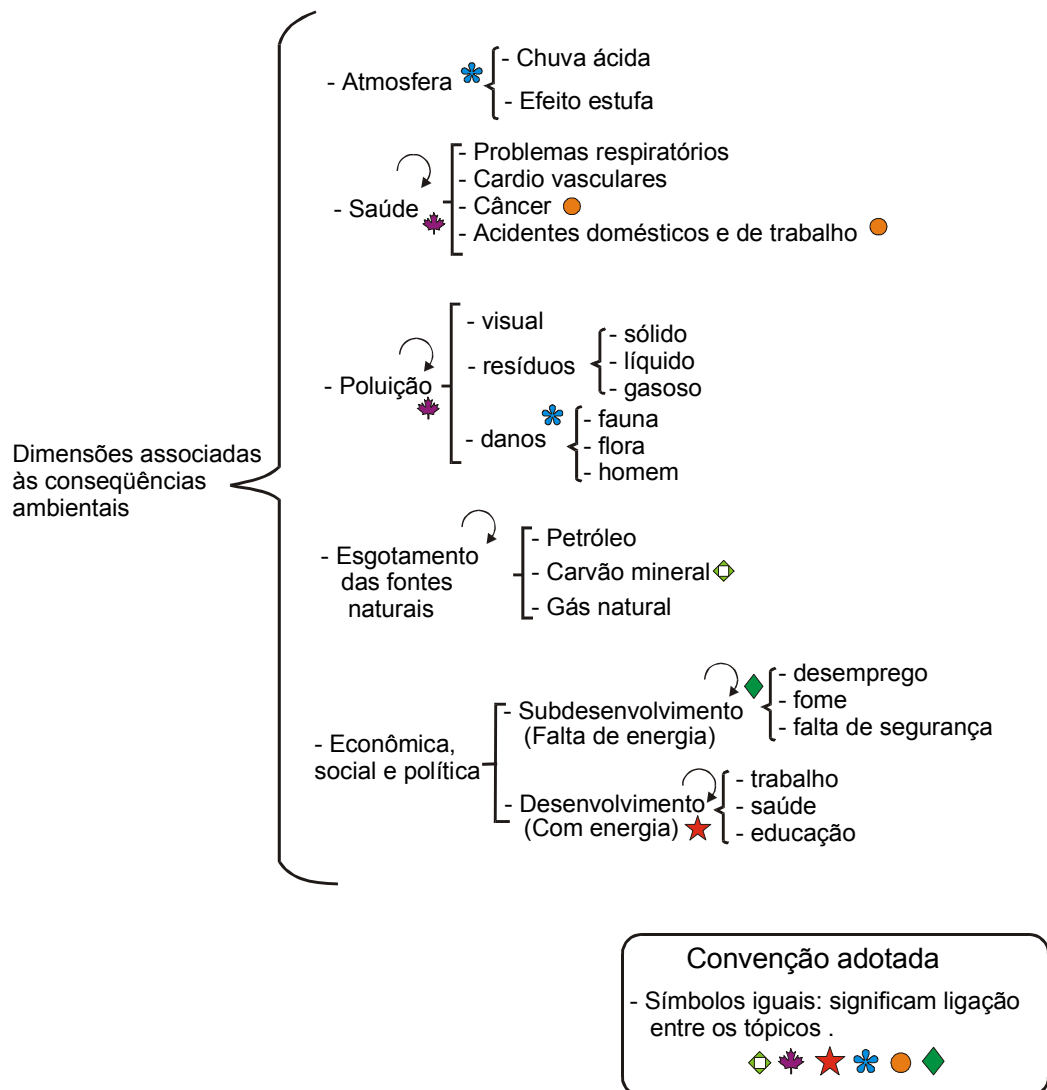 Dimensões associadas
às conseqüências
ambientais
- Atmosfera
- Chuva ácida
- Efeito estufa
- Saúde
- Problemas respiratórios
- Cardio vasculares
- Câncer
- Acidentes domésticos e de trabalho
- Poluição
- visual
- resíduos
- sólido
- líquido
- gasoso
- danos
- fauna
- flora
- homem
- Esgotamento
das fontes
naturais
- Petróleo
- Carvão mineral
- Gás natural
- Econômica,
social e política
- Subdesenvolvimento
(Falta de energia)
- desemprego
- fome
- falta de segurança
- Desenvolvimento
(Com energia)
- trabalho
- saúde
- educação
Convenção adotada
- Símbolos iguais: significam ligação
entre os tópicos .